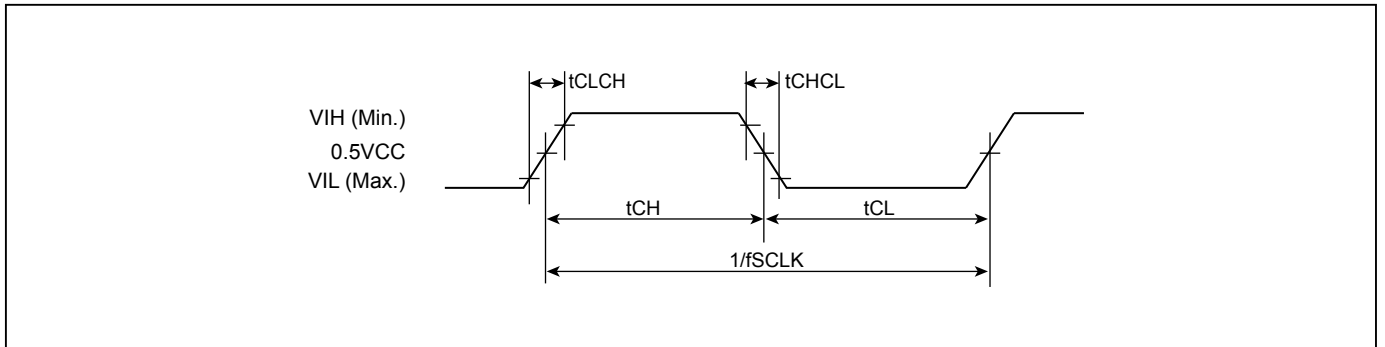 tCLCH
tCHCL
VIH (Min.)
0.5VCC
VIL (Max.)
tCH
tCL
1/fSCLK